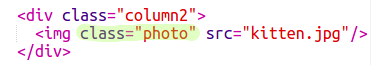 <div class="column2">
  <img class="photo" src="kitten.jpg"/>
</div>